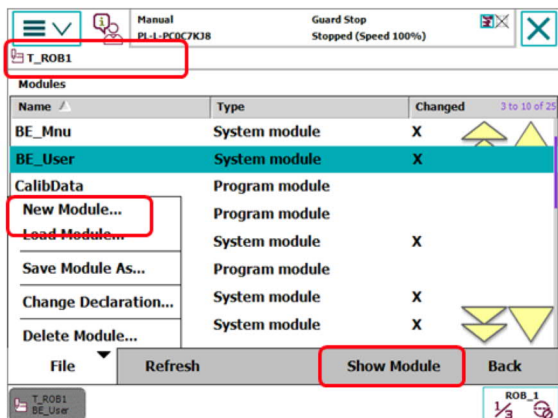 Manual
PL-L-PC0C7KJ8
Guard Stop
Stopped (Speed 100%)
T_ROB1
Modules
Name Type Changed 3 to 10 of 25
BE_Mnu System module X
BE_User System module X
CalibData Program module
New Module... Program module
Load Module... System module X
Save Module As... Program module
Change Declaration... System module X
Delete Module... System module X
File Refresh Show Module Back
T_ROB1
BE_User
ROB_1
1/3